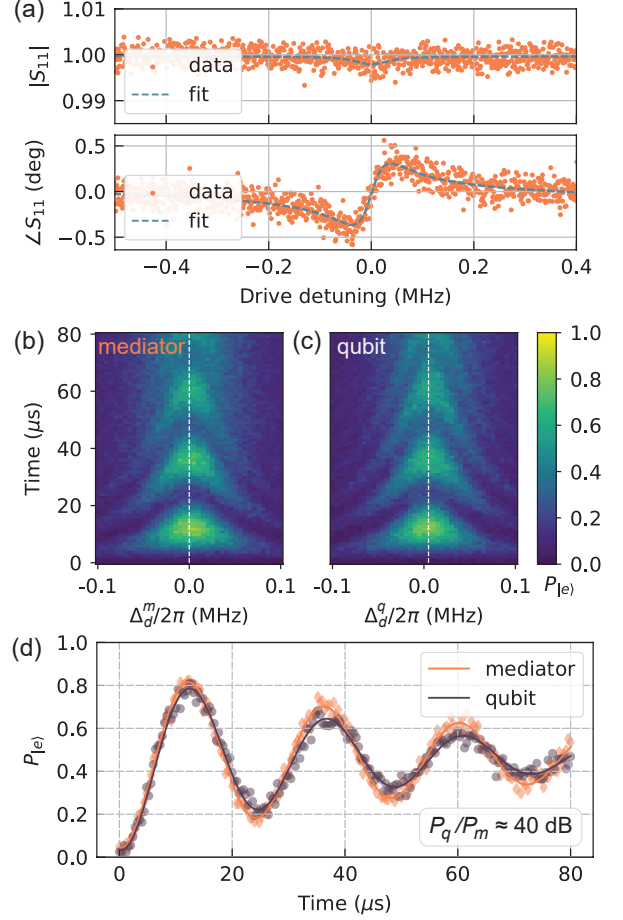 (a)
1.01
1.00
0.99
|S11|
data
fit
0.5
0.0
−0.5
∠S11 (deg)
data
fit
−0.4 −0.2 0.0 0.2 0.4
Drive detuning (MHz)
(b) mediator
(c) qubit
80
60
40
20
0
Time (μs)
-0.1 0.0 0.1
Δ_d^m/2π (MHz)
-0.1 0.0 0.1
Δ_d^q/2π (MHz)
1.0
0.8
0.6
0.4
0.2
0.0
P|e⟩
(d)
1.0
0.8
0.6
0.4
0.2
0.0
P|e⟩
mediator
qubit
Pq/Pm ≈ 40 dB
0 20 40 60 80
Time (μs)